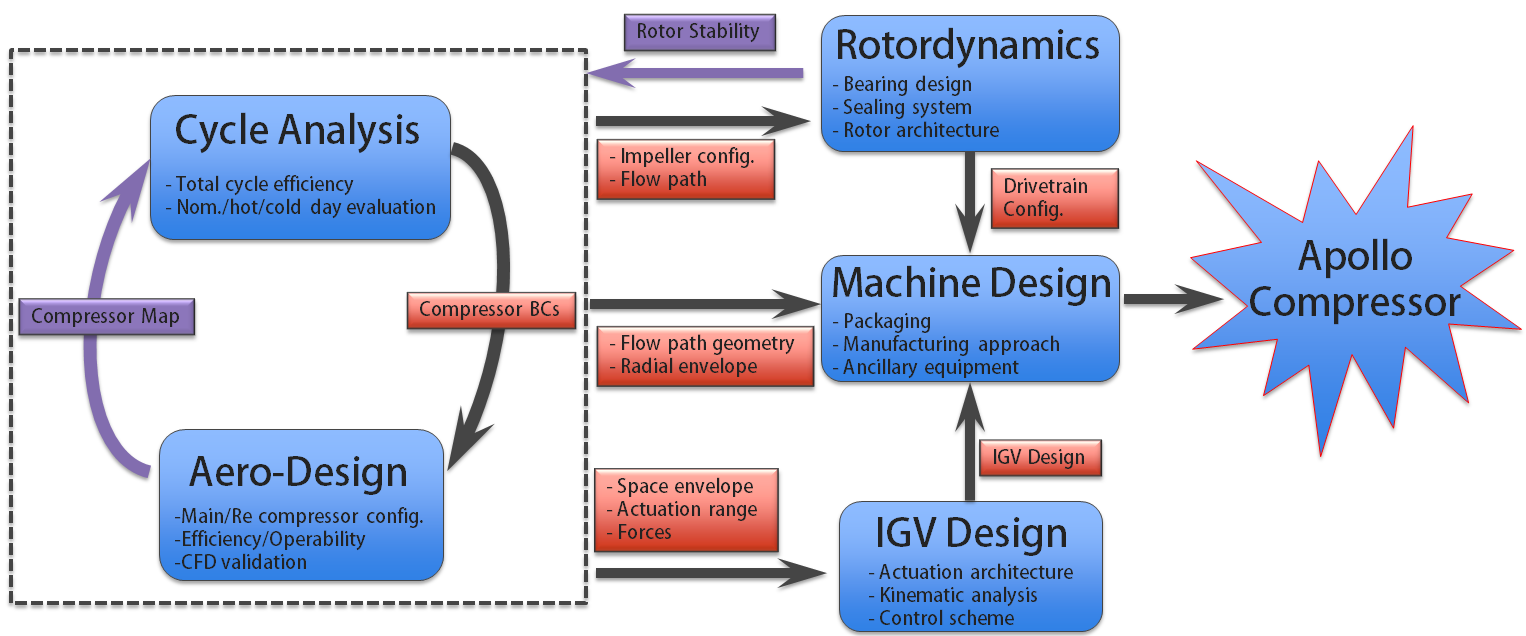 Rotor Stability
Rotordynamics
- Bearing design
- Sealing system
- Rotor architecture
Cycle Analysis
- Total cycle efficiency
- Nom./hot/cold day evaluation
- Impeller config.
- Flow path
Drivetrain
Config.
Compressor Map
Compressor BCs
Machine Design
- Packaging
- Manufacturing approach
- Ancillary equipment
- Flow path geometry
- Radial envelope
Apollo
Compressor
Aero-Design
-Main/Re compressor config.
-Efficiency/Operability
-CFD validation
- Space envelope
- Actuation range
- Forces
IGV Design
IGV Design
- Actuation architecture
- Kinematic analysis
- Control scheme